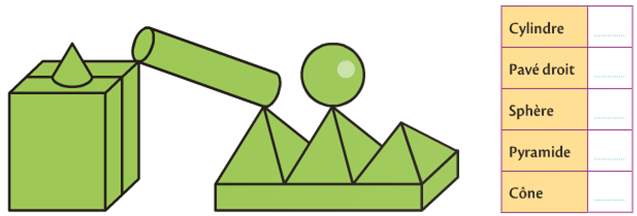 Cylindre ............
Pavé droit ............
Sphère ............
Pyramide ............
Cône ............